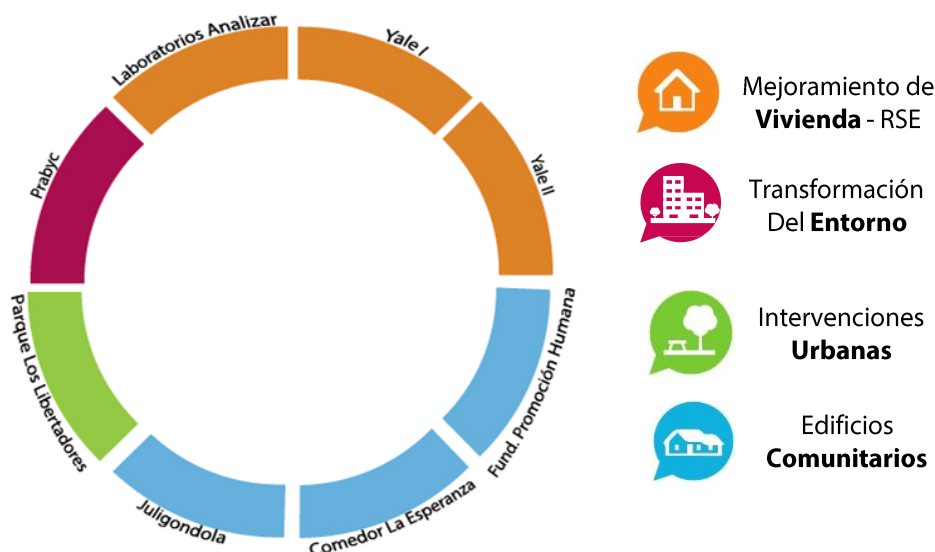 Laboratorios Analizar
Yale I
Yale II
Fund. Promoción Humana
Comedor La Esperanza
Juligondola
Parque Los Libertadores
Prabyc
Mejoramiento de
Vivienda - RSE
Transformación
Del Entorno
Intervenciones
Urbanas
Edificios
Comunitarios